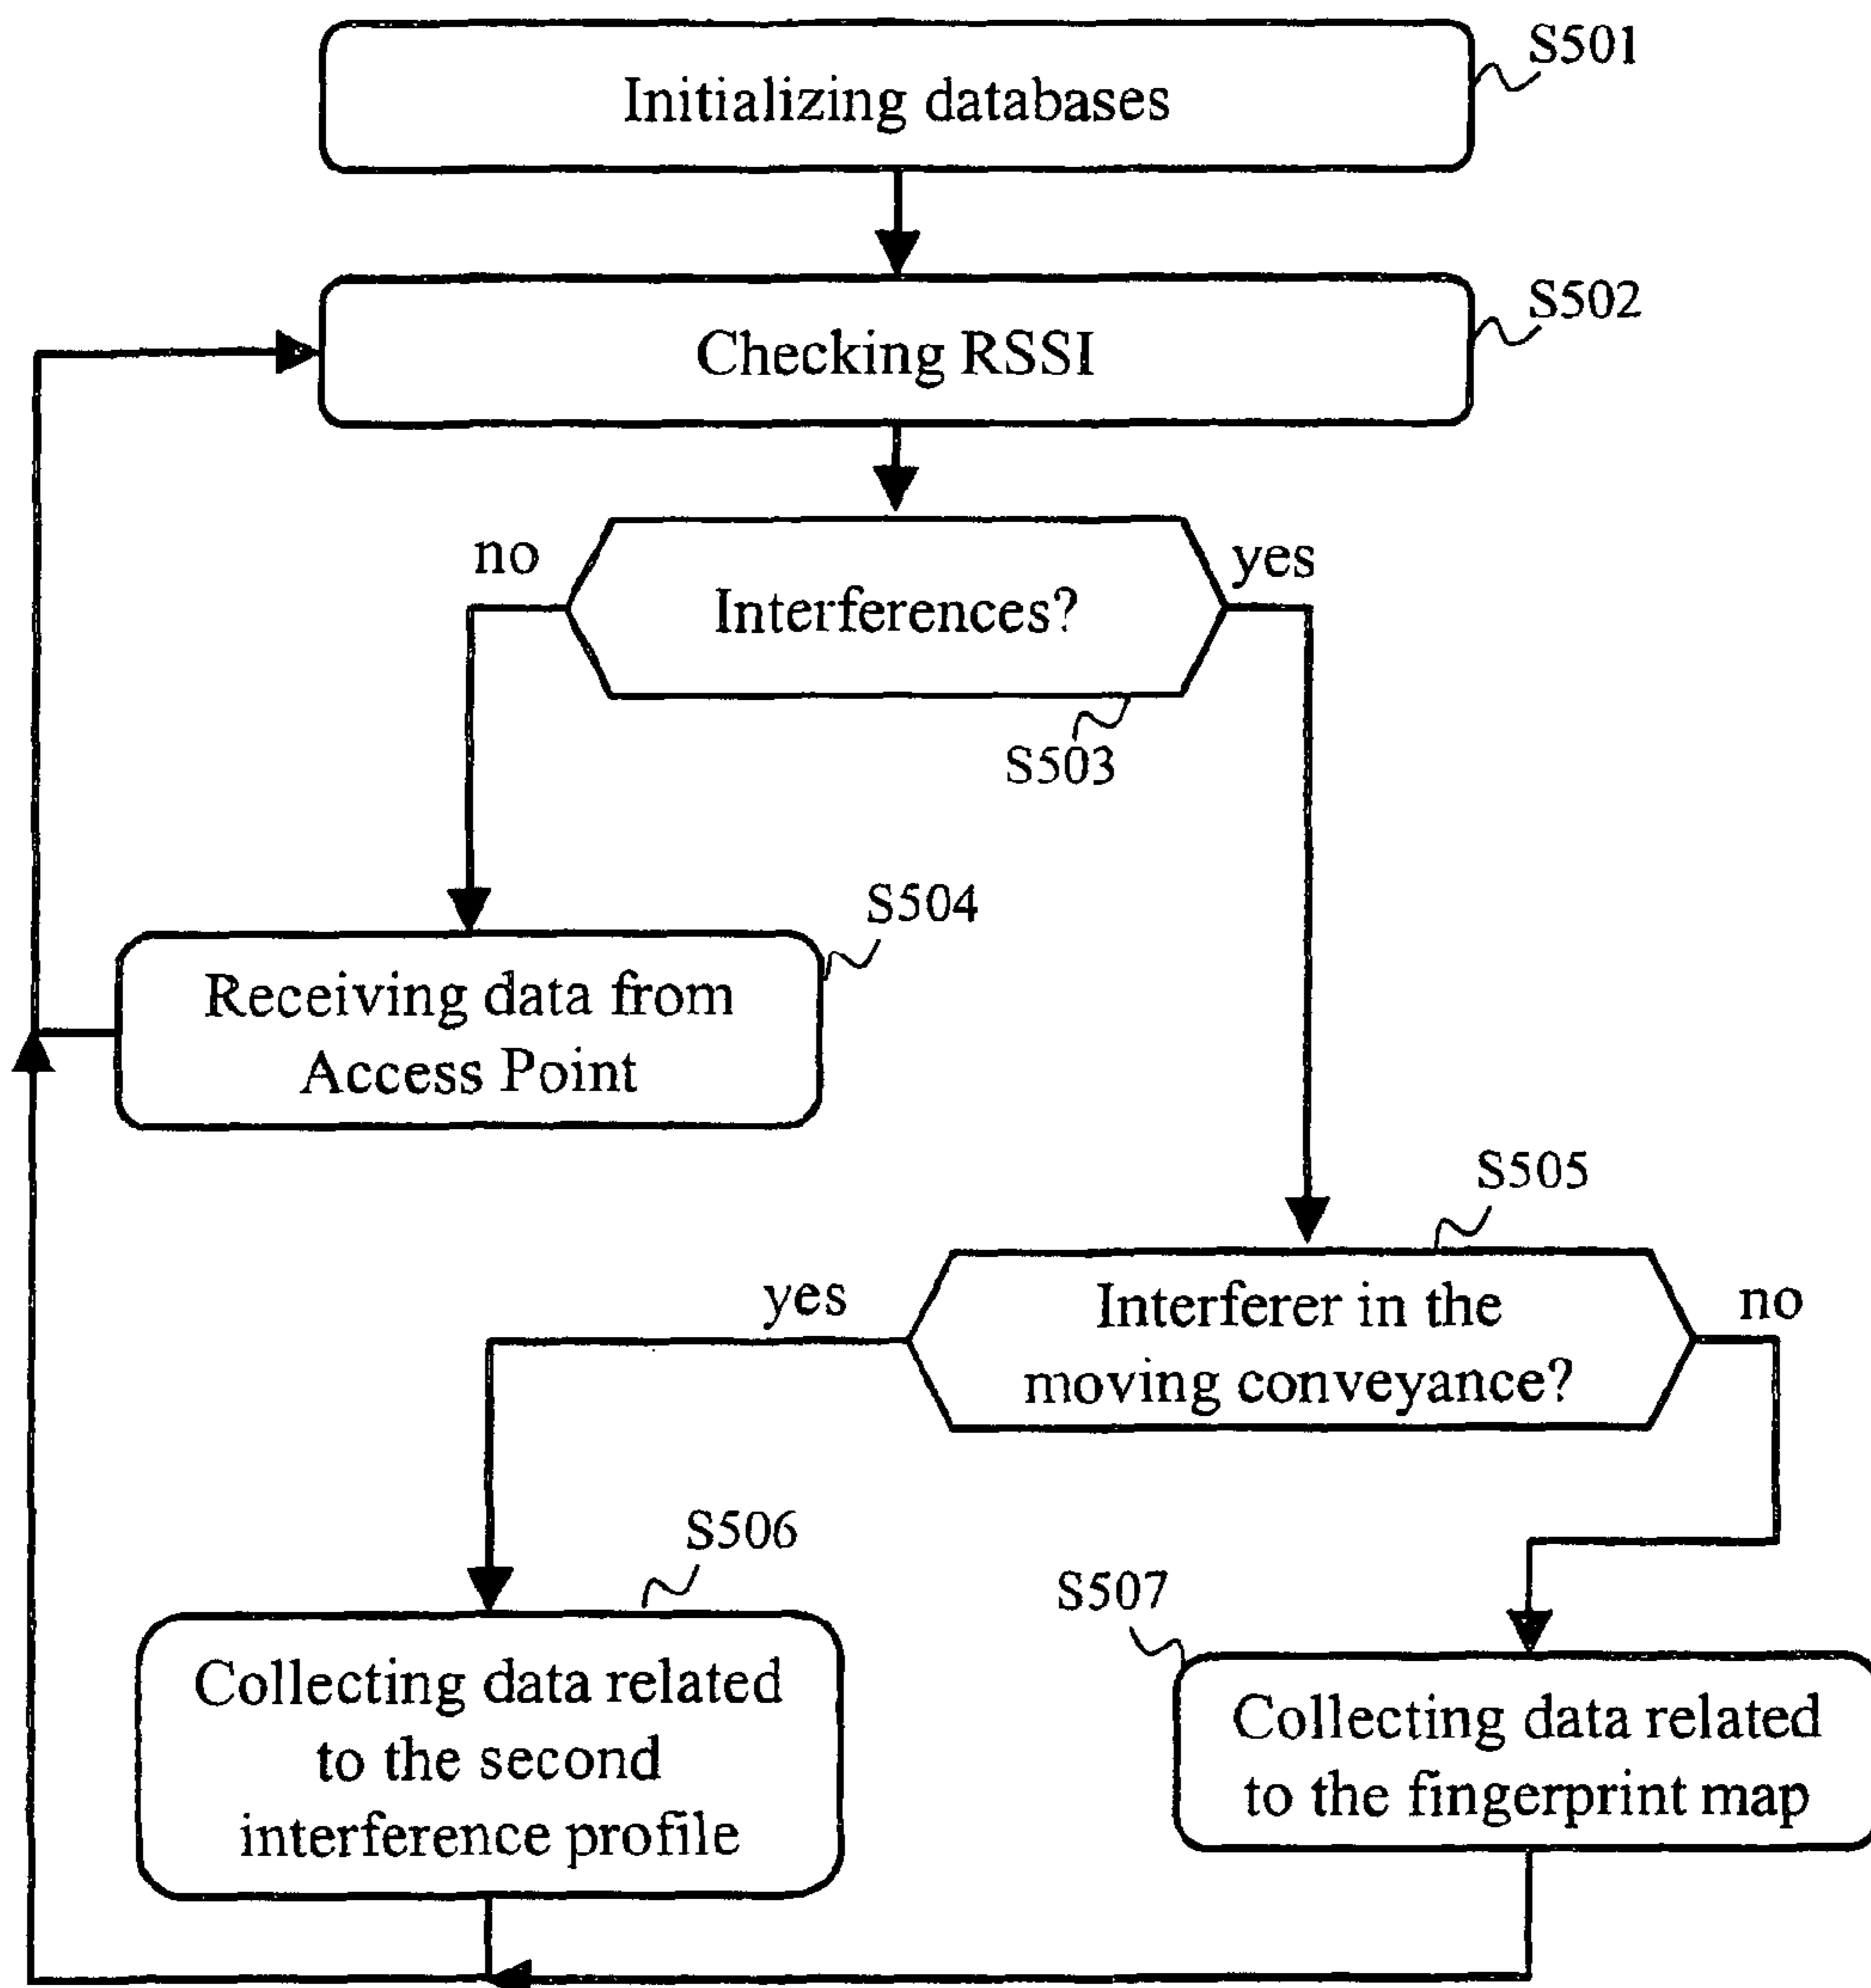 S501
Initializing databases
S502
Checking RSSI
no
yes
Interferences?
S503
S504
Receiving data from
Access Point
S505
yes
Interferer in the
moving conveyance?
no
S506
Collecting data related
to the second
interference profile
S507
Collecting data related
to the fingerprint map